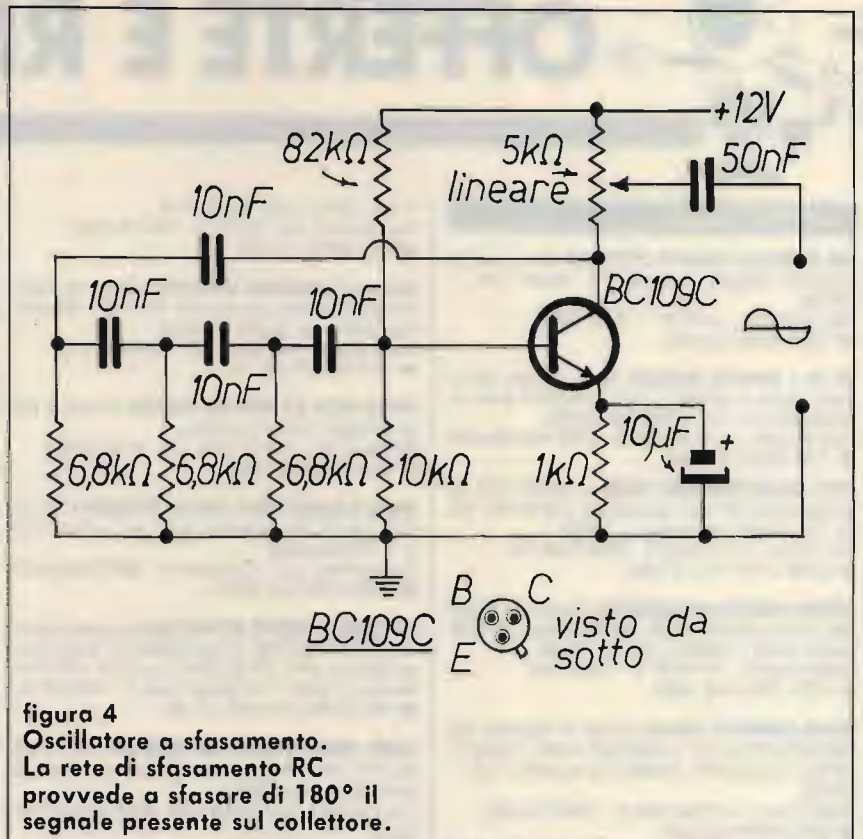 OFFERTE E R
+12V
82kΩ
5kΩ
lineare
50nF
10nF
10nF
10nF
10nF
BC109C
6,8kΩ
6,8kΩ
6,8kΩ
10kΩ
1kΩ
10µF
+
BC109C
B
C
E
visto da
sotto
figura 4
Oscillatore a sfasamento.
La rete di sfasamento RC
provvede a sfasare di 180° il
segnale presente sul collettore.